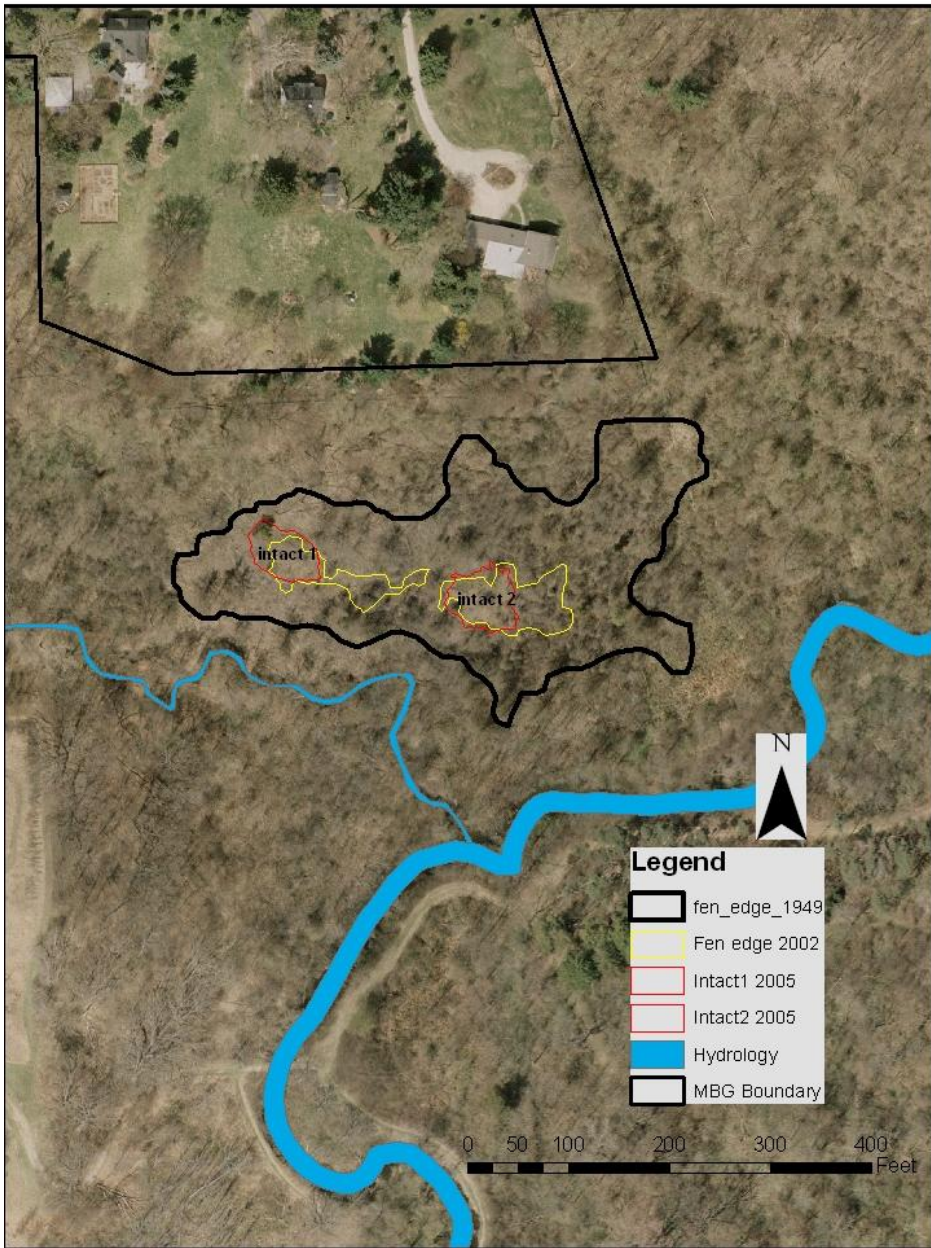 intact 1
intact 2
N
Legend
fen_edge_1949
Fen edge 2002
Intact1 2005
Intact2 2005
Hydrology
MBG Boundary
0 50 100 200 300 400
Feet